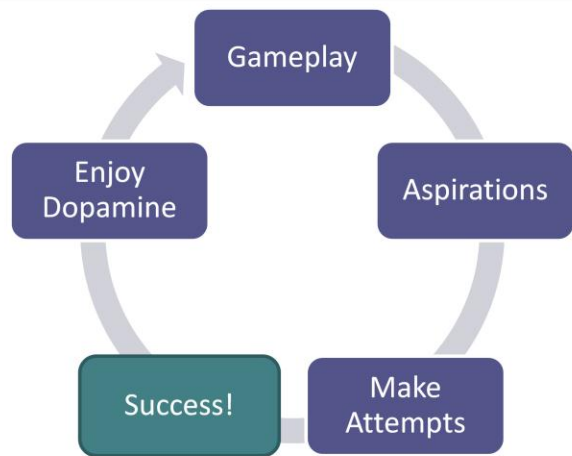 Gameplay
Aspirations
Make
Attempts
Success!
Enjoy
Dopamine